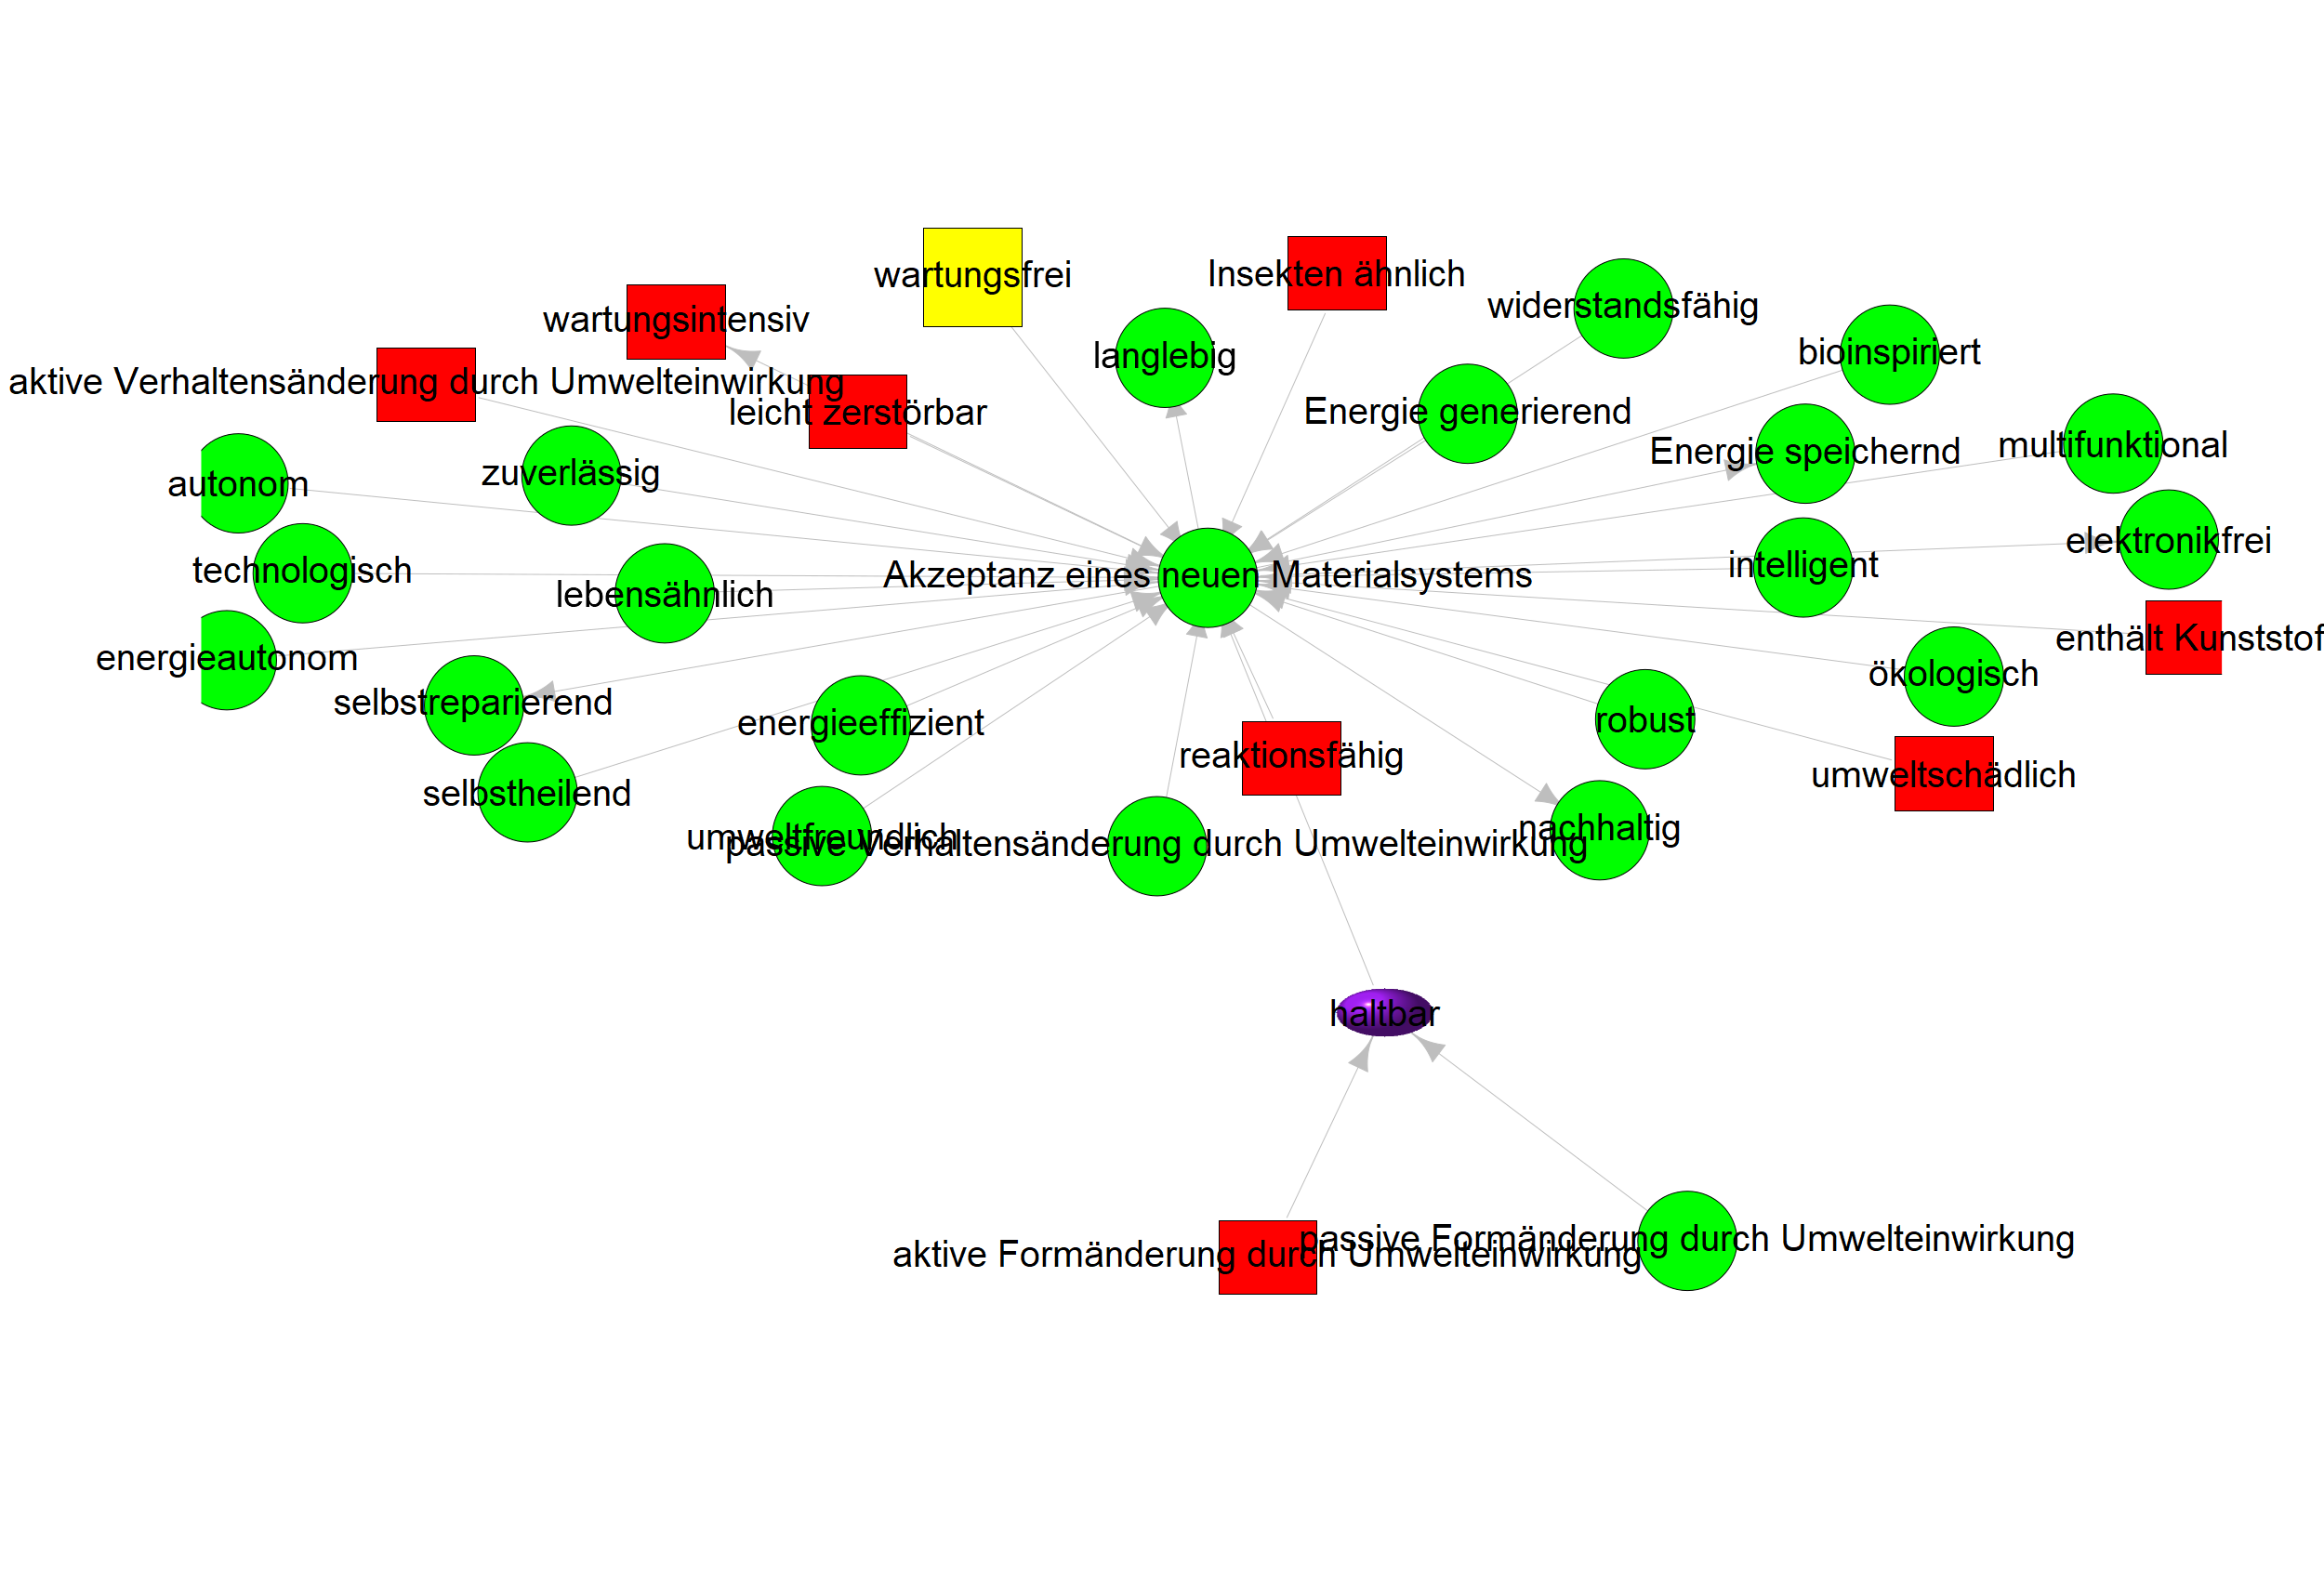 wartungsfrei
Insekten ähnlich
widerstandsfähig
wartungsintensiv
langlebig
bioinspiriert
aktive Verhaltensänderung durch Umwelteinwirkung
leicht zerstörbar
Energie generierend
Energie speichernd
multifunktional
autonom
zuverlässig
elektronikfrei
technologisch
lebensähnlich
Akzeptanz eines neuen Materialsystems
intelligent
enthält Kunststof
energieautonom
selbstreparierend
energieeffizient
robust
ökologisch
reaktionsfähig
umweltschädlich
selbstheilend
umweltfreundlich
passive Verhaltensänderung durch Umwelteinwirkung
nachhaltig
haltbar
passive Formänderung durch Umwelteinwirkung
aktive Formänderung durch Umwelteinwirkung